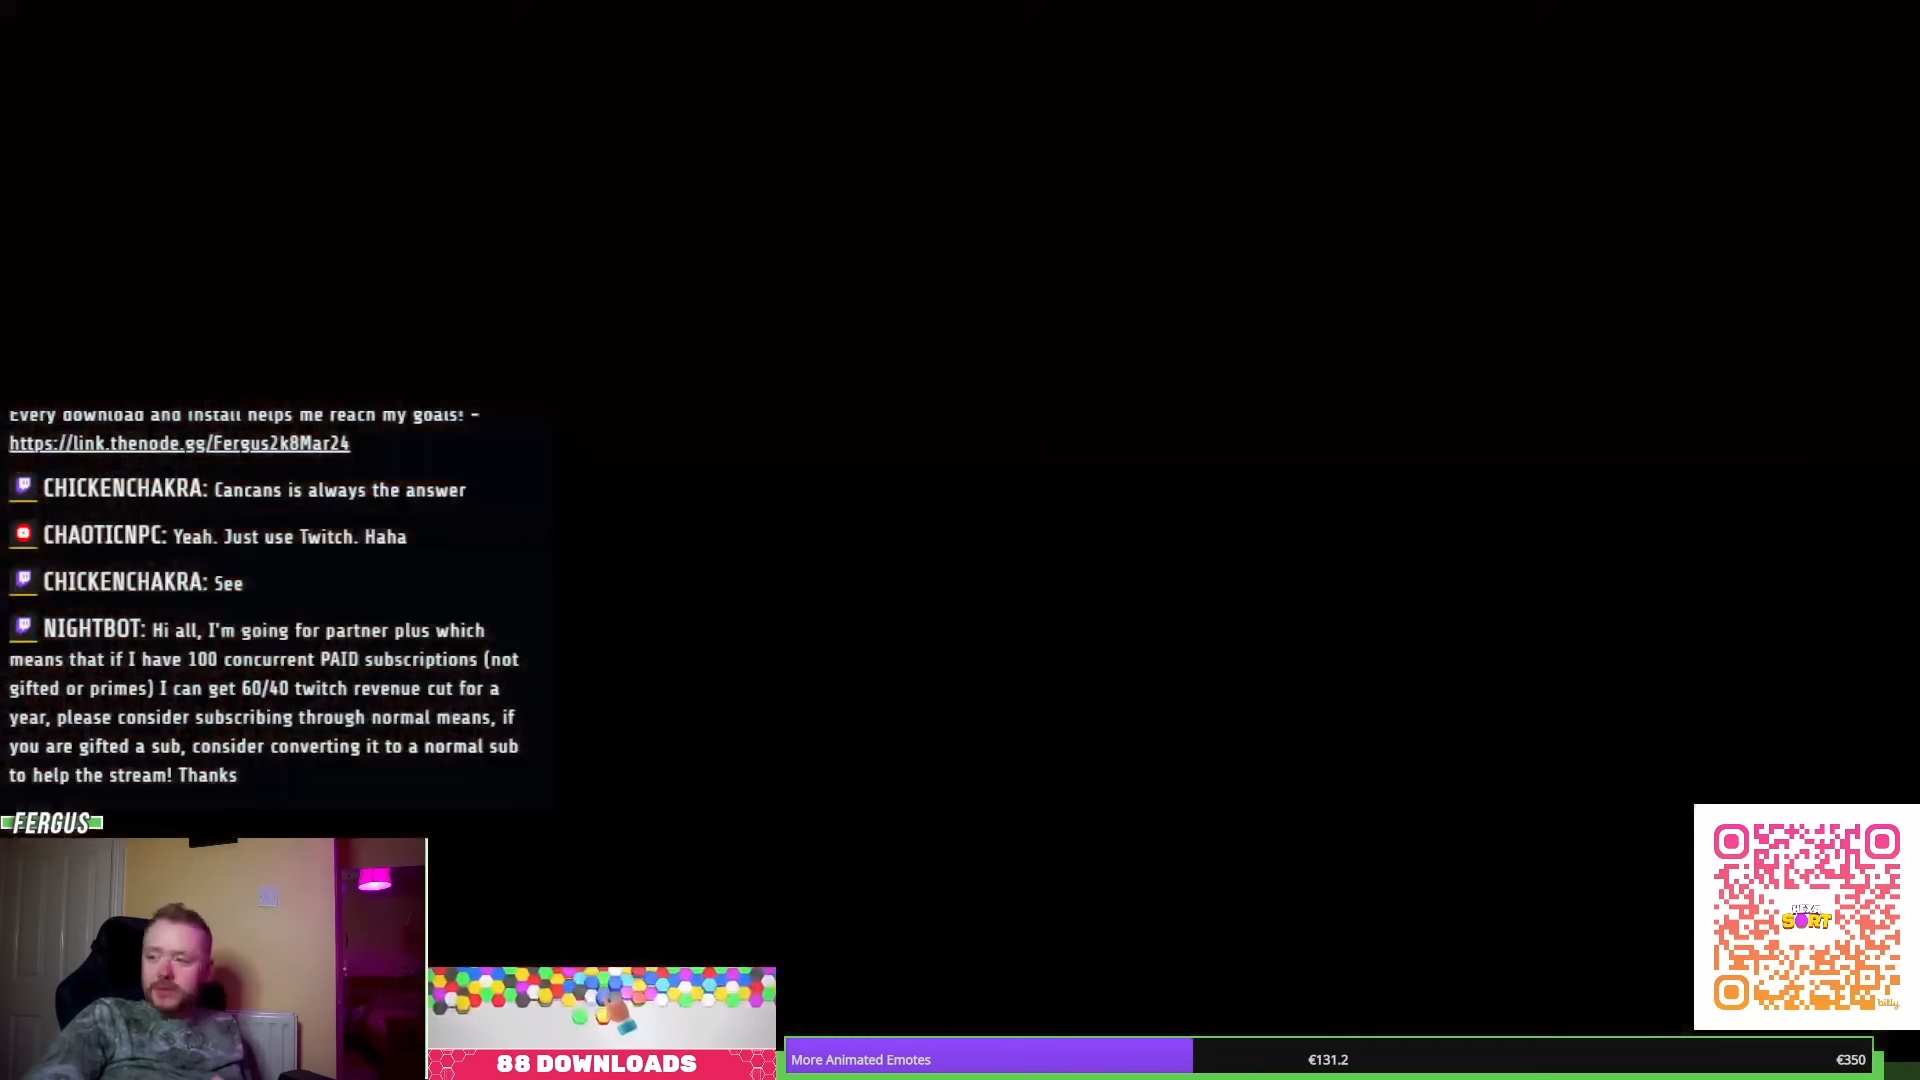 Every download and install helps me reach my goals! -
https://link.thenode.gg/Fergus2k8Mar24
CHICKENCHAKRA: Cancans is always the answer
CHAOTICNPC: Yeah. Just use Twitch. Haha
CHICKENCHAKRA: See
NIGHTBOT: Hi all, I'm going for partner plus which
means that if I have 100 concurrent PAID subscriptions (not
gifted or primes) I can get 60/40 twitch revenue cut for a
year, please consider subscribing through normal means, if
you are gifted a sub, consider converting it to a normal sub
to help the stream! Thanks
FERGUS
HEXA
SORT
bitly
88 DOWNLOADS
More Animated Emotes €131.2 €350